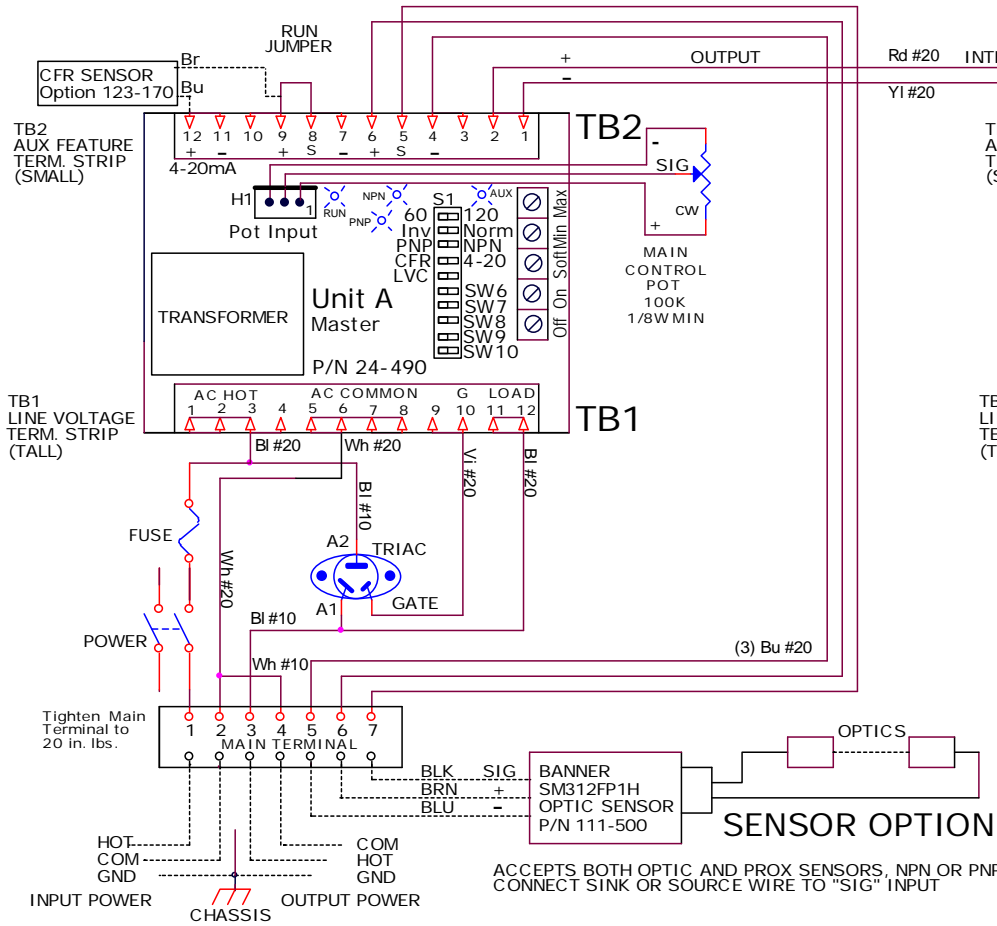 RUN
JUMPER
+ OUTPUT Rd #20 INT
- Yl #20
Br
CFR SENSOR
Option 123-170
Bu
TB2
AUX FEATURE
TERM. STRIP
(SMALL)
12 11 10 9 8 7 6 5 4 3 2 1
+ - + S - + S -
4-20mA
TB2
-
SIG
CW
+
MAIN
CONTROL
POT
100K
1/8W MIN
H1
1
Pot Input
RUN
NPN
PNP
AUX
S1
60 120
Inv Norm
PNP NPN
CFR 4-20
LVC
SW6
SW7
SW8
SW9
SW10
Off On Soft Min Max
TRANSFORMER
Unit A
Master
P/N 24-490
T
A
T
(S
TB1
LINE VOLTAGE
TERM. STRIP
(TALL)
AC HOT AC COMMON G LOAD
1 2 3 4 5 6 7 8 9 10 11 12
TB1
TB
LI
TE
(T
Bl #20
Wh #20
Vi #20
Bl #20
Bl #10
FUSE
Wh #20
A2
TRIAC
A1
GATE
Bl #10
POWER
Wh #10
(3) Bu #20
Tighten Main
Terminal to
20 in. lbs.
1 2 3 4 5 6 7
MAIN TERMINAL
OPTICS
BLK SIG
BRN +
BLU -
BANNER
SM312FP1H
OPTIC SENSOR
P/N 111-500
SENSOR OPTION
HOT
COM
GND
INPUT POWER
COM
HOT
GND
OUTPUT POWER
CHASSIS
ACCEPTS BOTH OPTIC AND PROX SENSORS, NPN OR PNP
CONNECT SINK OR SOURCE WIRE TO "SIG" INPUT